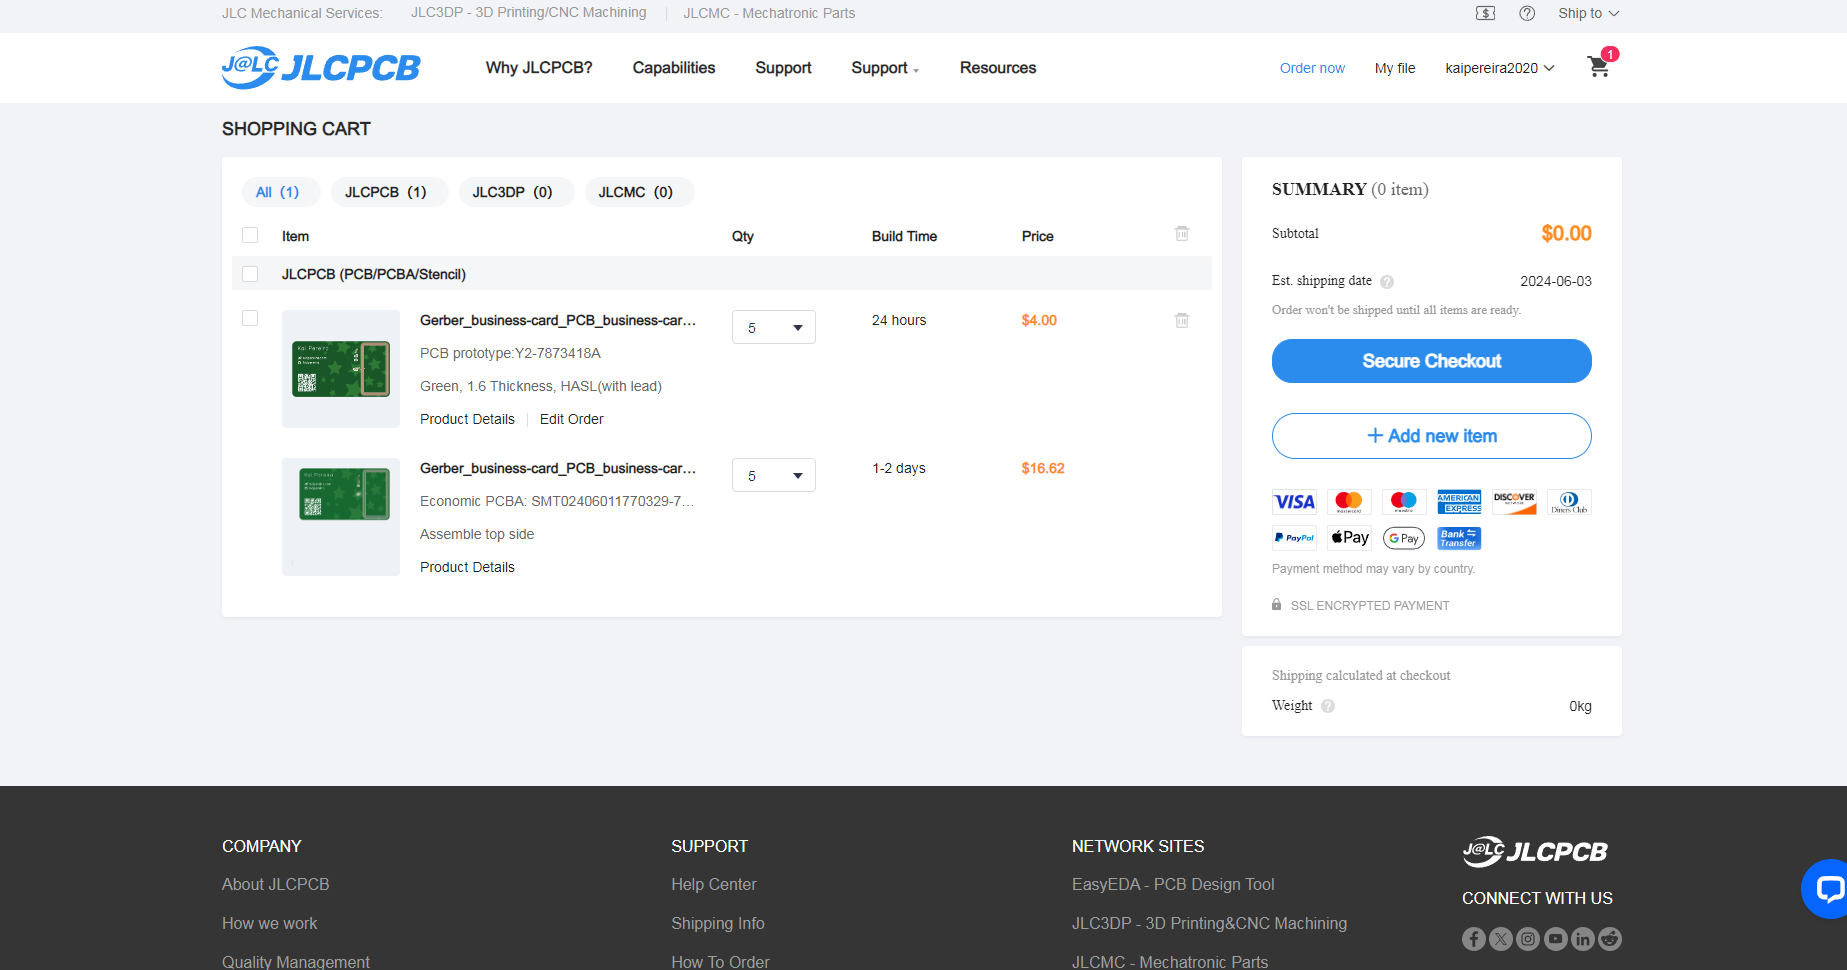 JLC Mechanical Services: JLC3DP - 3D Printing/CNC Machining JLCMC - Mechatronic Parts
Ship to
J@LC JLCPCB
Why JLCPCB? Capabilities Support Support Resources
Order now My file kaipereira2020 1
SHOPPING CART
All (1) JLCPCB (1) JLC3DP (0) JLCMC (0)
Item Qty Build Time Price
JLCPCB (PCB/PCBA/Stencil)
Kai Pereira
Gerber_business-card_PCB_business-car... 5 24 hours $4.00
PCB prototype:Y2-7873418A
Green, 1.6 Thickness, HASL(with lead)
Product Details Edit Order
Kai Pereira
Gerber_business-card_PCB_business-car... 5 1-2 days $16.62
Economic PCBA: SMT02406011770329-7...
Assemble top side
Product Details
SUMMARY (0 item)
Subtotal $0.00
Est. shipping date ? 2024-06-03
Order won't be shipped until all items are ready.
Secure Checkout
+ Add new item
VISA mastercard maestro AMERICAN EXPRESS DISCOVER NETWORK Diners Club
PayPal Pay G Pay Bank Transfer
Payment method may vary by country.
SSL ENCRYPTED PAYMENT
Shipping calculated at checkout
Weight ? 0kg
COMPANY
About JLCPCB
How we work
Quality Management
SUPPORT
Help Center
Shipping Info
How To Order
NETWORK SITES
EasyEDA - PCB Design Tool
JLC3DP - 3D Printing&CNC Machining
JLCMC - Mechatronic Parts
J@LC JLCPCB
CONNECT WITH US